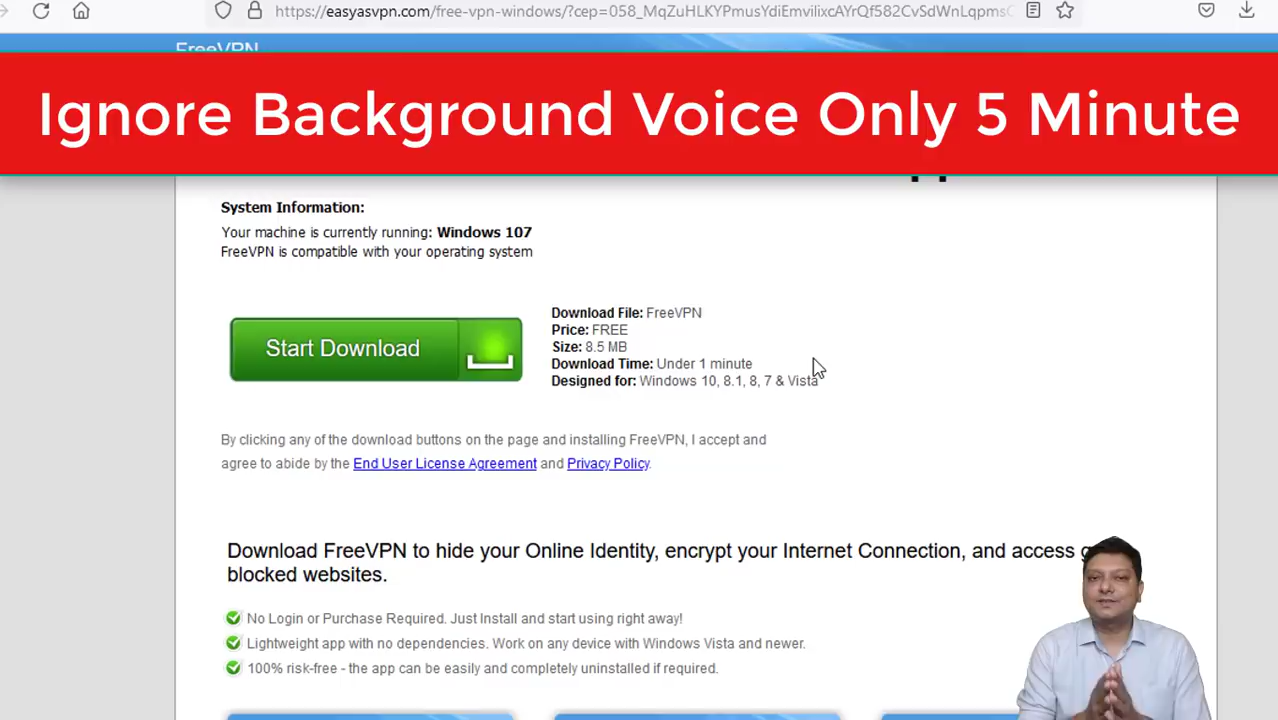 https://easyasvpn.com/free-vpn-windows/?cep=058_MqZuHLKYPmusYdiEmvilixcAYrQf582CvSdWnLqpmsC
FreeVPN
Ignore Background Voice Only 5 Minute
System Information:
Your machine is currently running: Windows 107
FreeVPN is compatible with your operating system
Start Download
Download File: FreeVPN
Price: FREE
Size: 8.5 MB
Download Time: Under 1 minute
Designed for: Windows 10, 8.1, 8, 7 & Vista
By clicking any of the download buttons on the page and installing FreeVPN, I accept and
agree to abide by the End User License Agreement and Privacy Policy.
Download FreeVPN to hide your Online Identity, encrypt your Internet Connection, and access
blocked websites.
No Login or Purchase Required. Just Install and start using right away!
Lightweight app with no dependencies. Work on any device with Windows Vista and newer.
100% risk-free - the app can be easily and completely uninstalled if required.